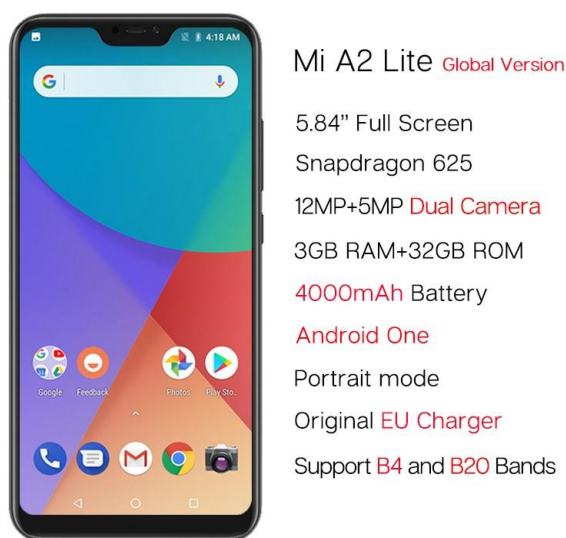 4:18 AM
G
Mi A2 Lite Global Version
5.84” Full Screen
Snapdragon 625
12MP+5MP Dual Camera
3GB RAM+32GB ROM
4000mAh Battery
Android One
Portrait mode
Original EU Charger
Support B4 and B20 Bands
Google Feedback Photos Play Sto..